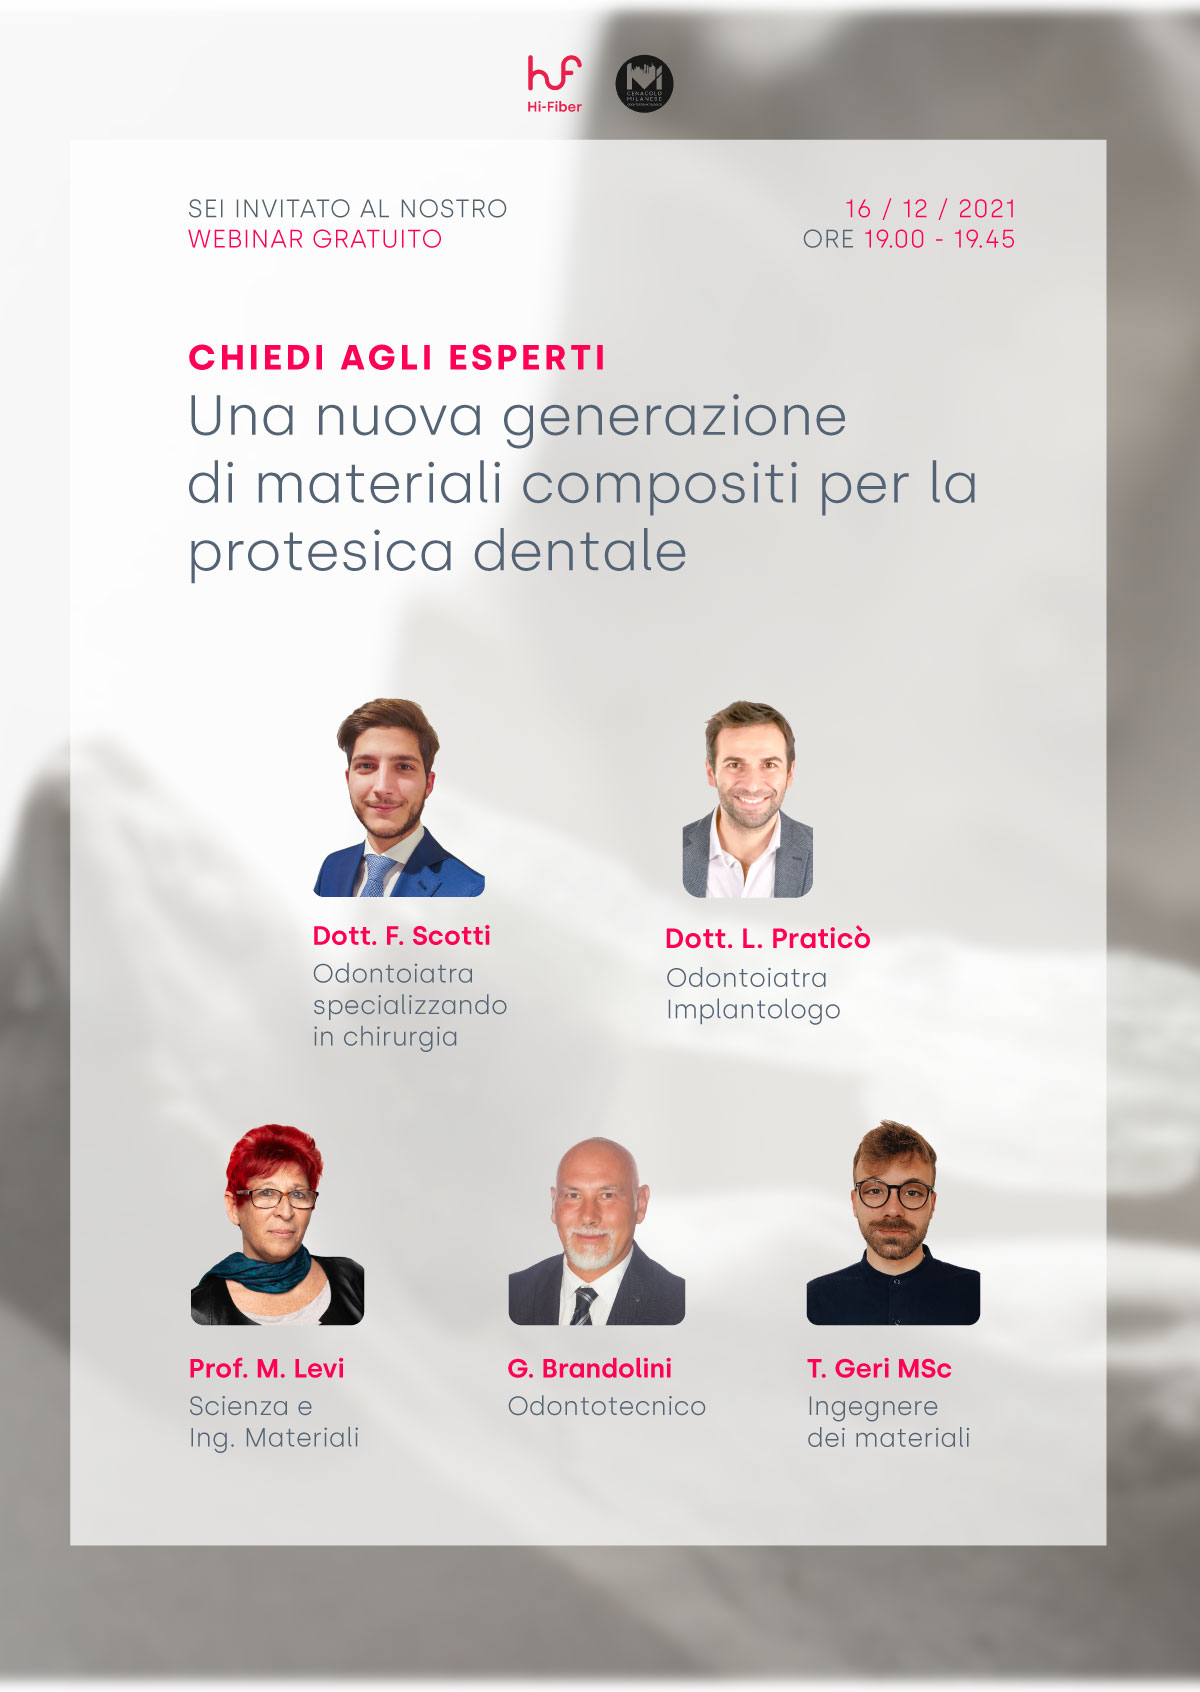 Hi-Fiber
CENACOLO
MILANESE
SEI INVITATO AL NOSTRO
WEBINAR GRATUITO
16 / 12 / 2021
ORE 19.00 - 19.45
CHIEDI AGLI ESPERTI
Una nuova generazione
di materiali compositi per la
protesica dentale
Dott. F. Scotti
Odontoiatra
specializzando
in chirurgia
Dott. L. Praticò
Odontoiatra
Implantologo
Prof. M. Levi
Scienza e
Ing. Materiali
G. Brandolini
Odontotecnico
T. Geri MSc
Ingegnere
dei materiali